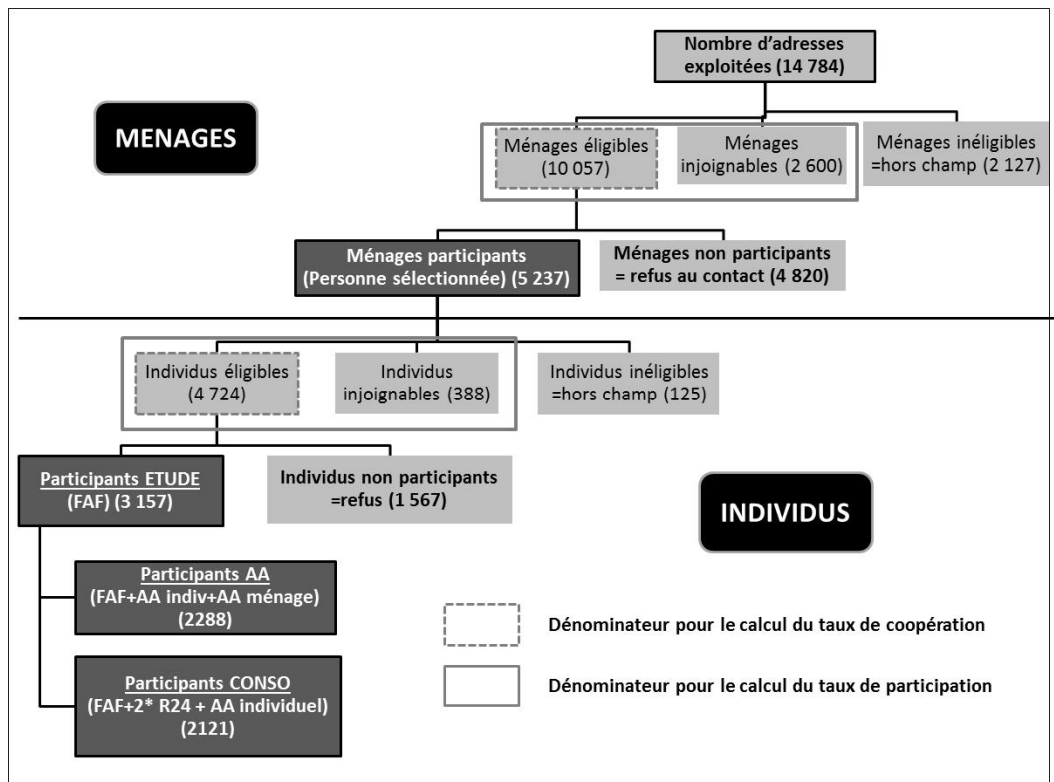 Nombre d'adresses
exploitées (14 784)
MENAGES
Ménages éligibles
(10 057)
Ménages
injoignables (2 600)
Ménages inéligibles
=hors champ (2 127)
Ménages participants
(Personne sélectionnée) (5 237)
Ménages non participants
= refus au contact (4 820)
Individus éligibles
(4 724)
Individus
injoignables (388)
Individus inéligibles
=hors champ (125)
Participants ETUDE
(FAF) (3 157)
Individus non participants
=refus (1 567)
INDIVIDUS
Participants AA
(FAF+AA indiv+AA ménage)
(2288)
Participants CONSO
(FAF+2* R24 + AA individuel)
(2121)
Dénominateur pour le calcul du taux de coopération
Dénominateur pour le calcul du taux de participation